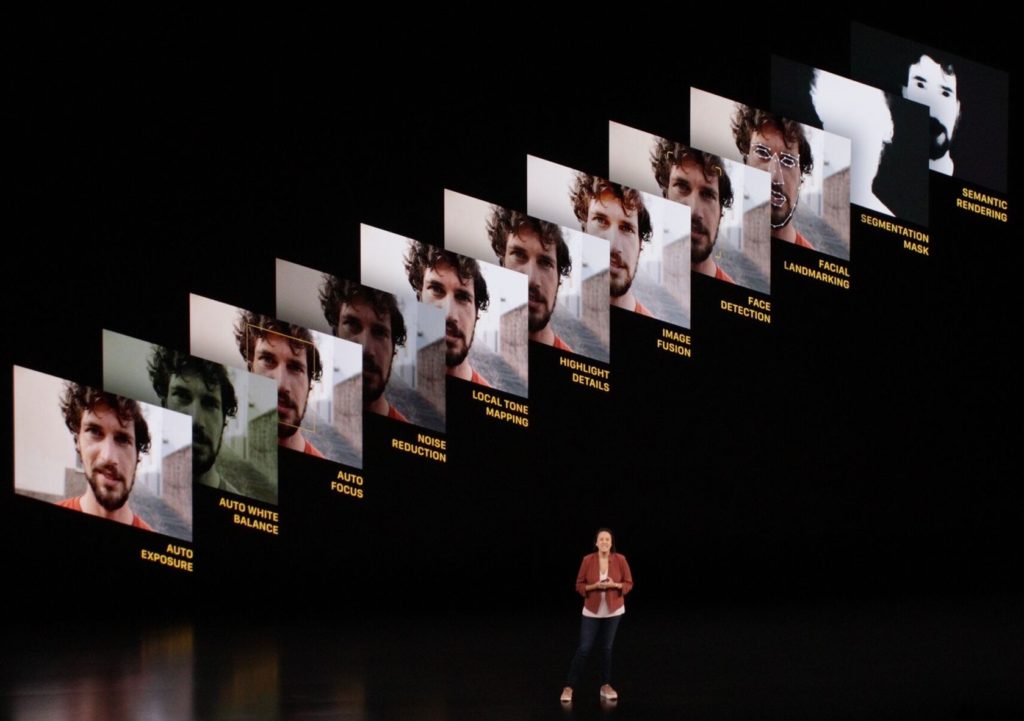 AUTO
EXPOSURE
AUTO WHITE
BALANCE
AUTO
FOCUS
NOISE
REDUCTION
LOCAL TONE
MAPPING
HIGHLIGHT
DETAILS
IMAGE
FUSION
FACE
DETECTION
FACIAL
LANDMARKING
SEGMENTATION
MASK
SEMANTIC
RENDERING